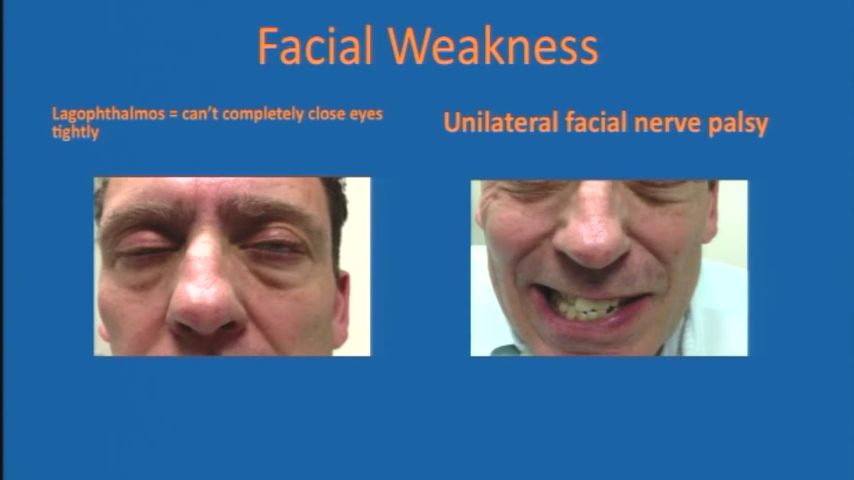 Facial Weakness
Lagophthalmos = can't completely close eyes
tightly
Unilateral facial nerve palsy